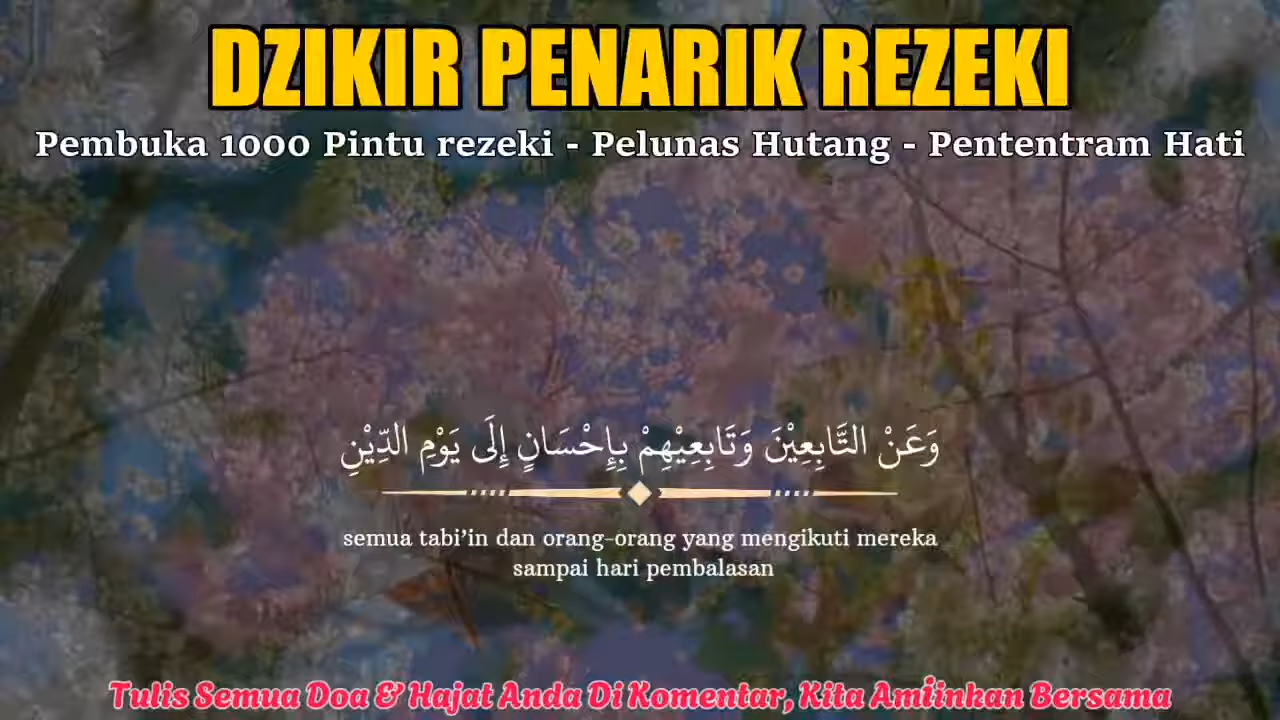 DZIKIR PENARIK REZEKI
Pembuka 1000 Pintu rezeki - Pelunas Hutang - Pententram Hati
وَعَنْ التَّابِعِيْنَ وَتَابِعِيْهِمْ بِإِحْسَانٍ إِلَى يَوْمِ الدِّيْنِ
semua tabi’in dan orang-orang yang mengikuti mereka
sampai hari pembalasan
Tulis Semua Doa & Hajat Anda Di Komentar, Kita Amiinkan Bersama